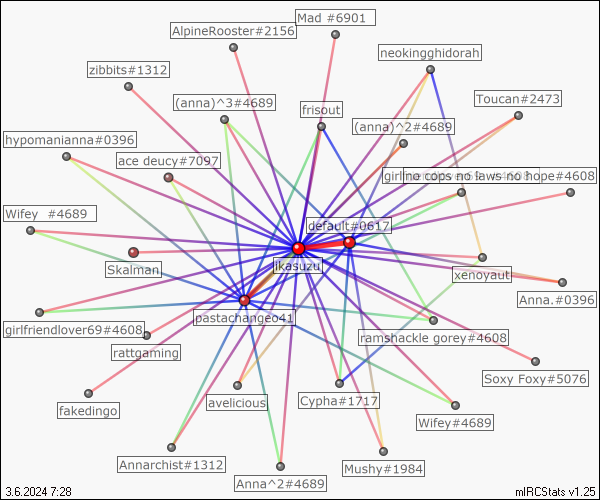 Mad #6901
AlpineRooster#2156
neokingghidorah
zibbits#1312
(anna)^3#4689
frisout
Toucan#2473
(anna)^2#4689
hypomanianna#0396
ace deucy#7097
no cops no laws no hope#4608
Wifey  #4689
default#0617
Skalman
ikasuzu
xenoyaut
Anna.#0396
pastachangeo41
girlfriendlover69#4608
ramshackle gorey#4608
rattgaming
Soxy Foxy#5076
fakedingo
avelicious
Cypha#1717
Wifey#4689
Annarchist#1312
Mushy#1984
Anna^2#4689
3.6.2024 7:28
mIRCStats v1.25